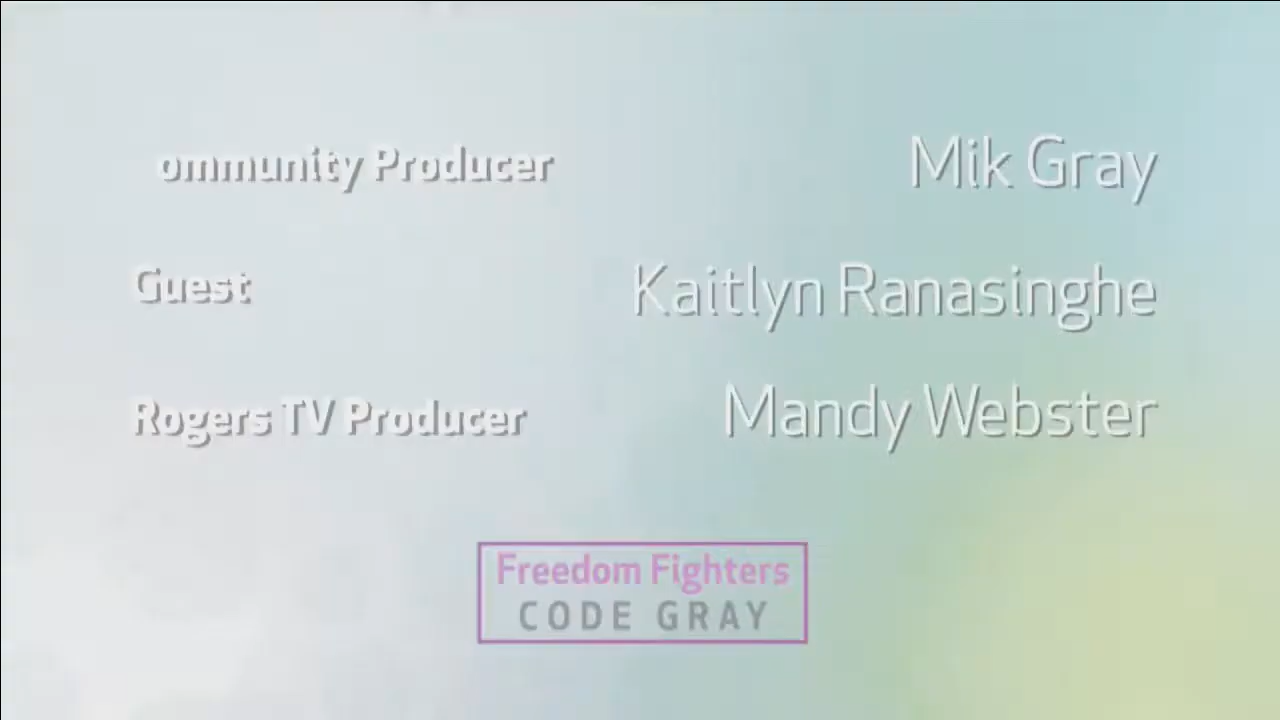 ommunity Producer Mik Gray
Guest Kaitlyn Ranasinghe
Rogers TV Producer Mandy Webster
Freedom Fighters
CODE GRAY